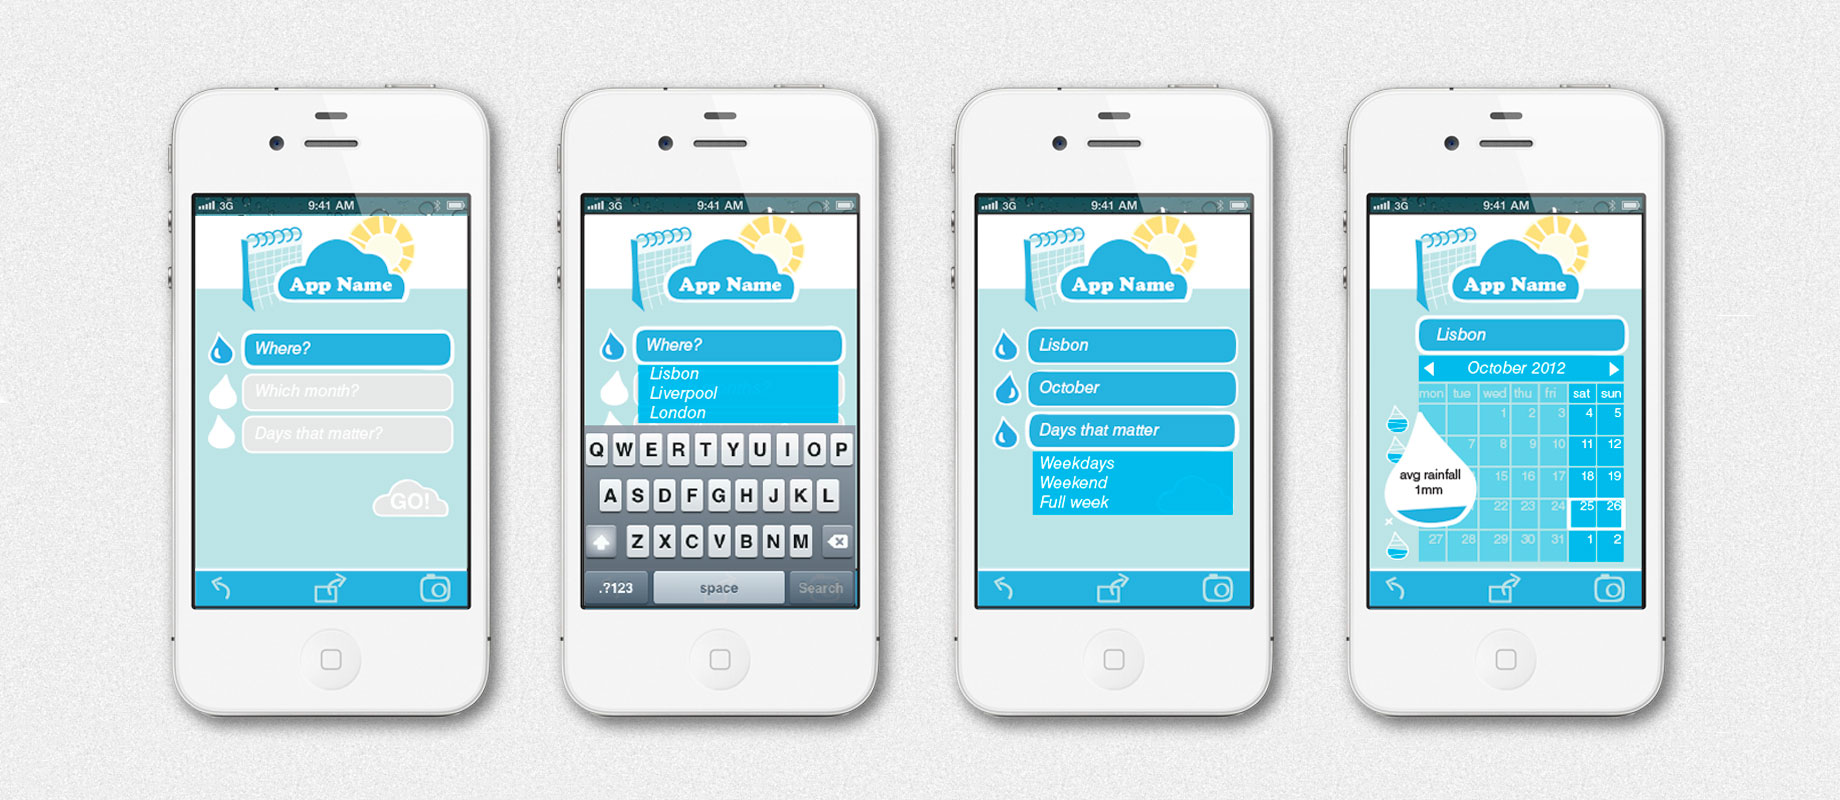 3G 9:41 AM
App Name
Where?
Which month?
Days that matter?
GO!
3G 9:41 AM
App Name
Where?
Lisbon
Liverpool
London
Q W E R T Y U I O P
A S D F G H J K L
Z X C V B N M
.?123 space Search
3G 9:41 AM
App Name
Lisbon
October
Days that matter
Weekdays
Weekend
Full week
3G 9:41 AM
App Name
Lisbon
October 2012
mon tue wed thu fri sat sun
1 2 3 4 5
7 8 9 10 11 12
avg rainfall
1mm
15 16 17 18 19
22 23 24 25 26
27 28 29 30 31 1 2